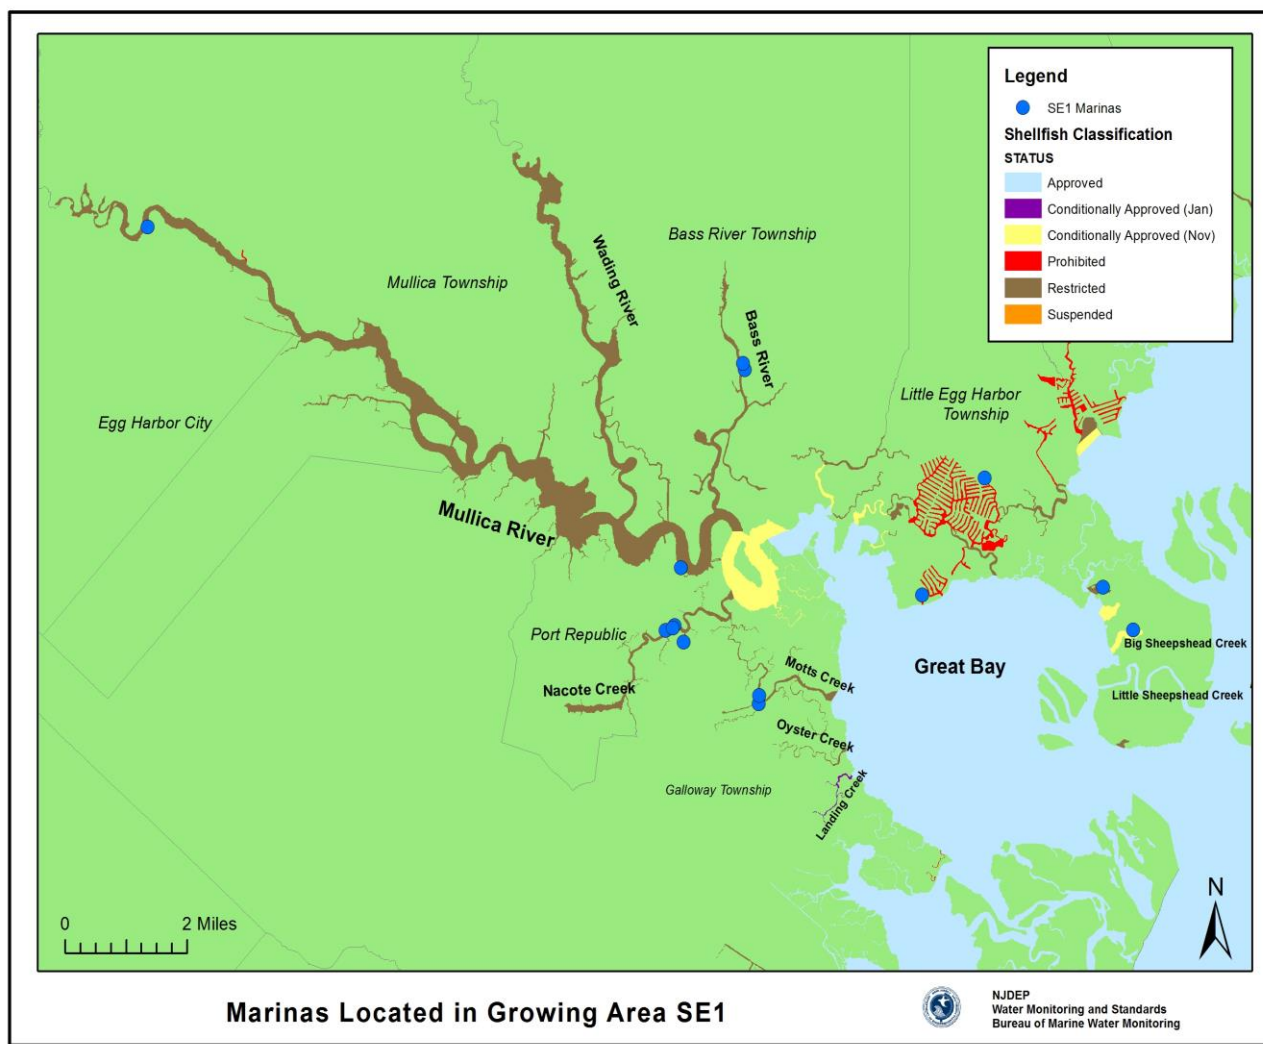 Legend
SE1 Marinas
Shellfish Classification
STATUS
Approved
Conditionally Approved (Jan)
Conditionally Approved (Nov)
Prohibited
Restricted
Suspended
Bass River Township
Wading River
Mullica Township
Bass River
Little Egg Harbor
Township
Egg Harbor City
Mullica River
Port Republic
Big Sheepshead Creek
Motts Creek
Great Bay
Nacote Creek
Little Sheepshead Creek
Oyster Creek
Galloway Township
Landing Creek
N
0 2 Miles
Marinas Located in Growing Area SE1
NJDEP
Water Monitoring and Standards
Bureau of Marine Water Monitoring